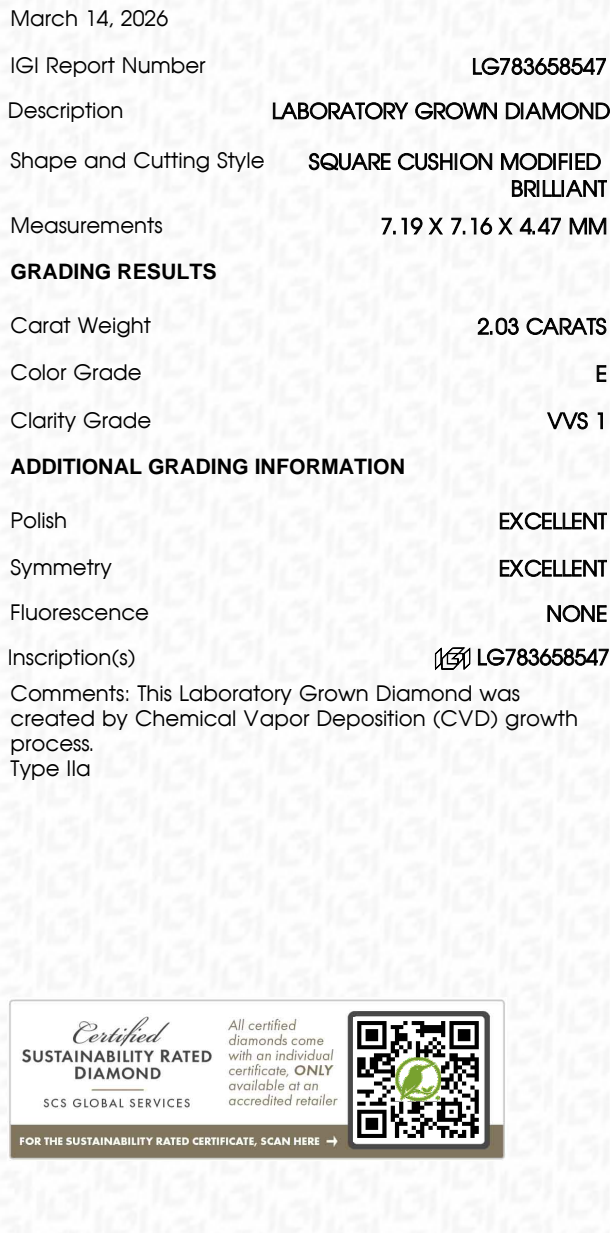 March 14, 2026
IGI Report Number LG783658547
Description LABORATORY GROWN DIAMOND
Shape and Cutting Style SQUARE CUSHION MODIFIED
BRILLIANT
Measurements 7.19 X 7.16 X 4.47 MM
GRADING RESULTS
Carat Weight 2.03 CARATS
Color Grade E
Clarity Grade VVS 1
ADDITIONAL GRADING INFORMATION
Polish EXCELLENT
Symmetry EXCELLENT
Fluorescence NONE
Inscription(s) IGI LG783658547
Comments: This Laboratory Grown Diamond was
created by Chemical Vapor Deposition (CVD) growth
process.
Type IIa
Certified
SUSTAINABILITY RATED
DIAMOND
SCS GLOBAL SERVICES
All certified
diamonds come
with an individual
certificate, ONLY
available at an
accredited retailer
FOR THE SUSTAINABILITY RATED CERTIFICATE, SCAN HERE →